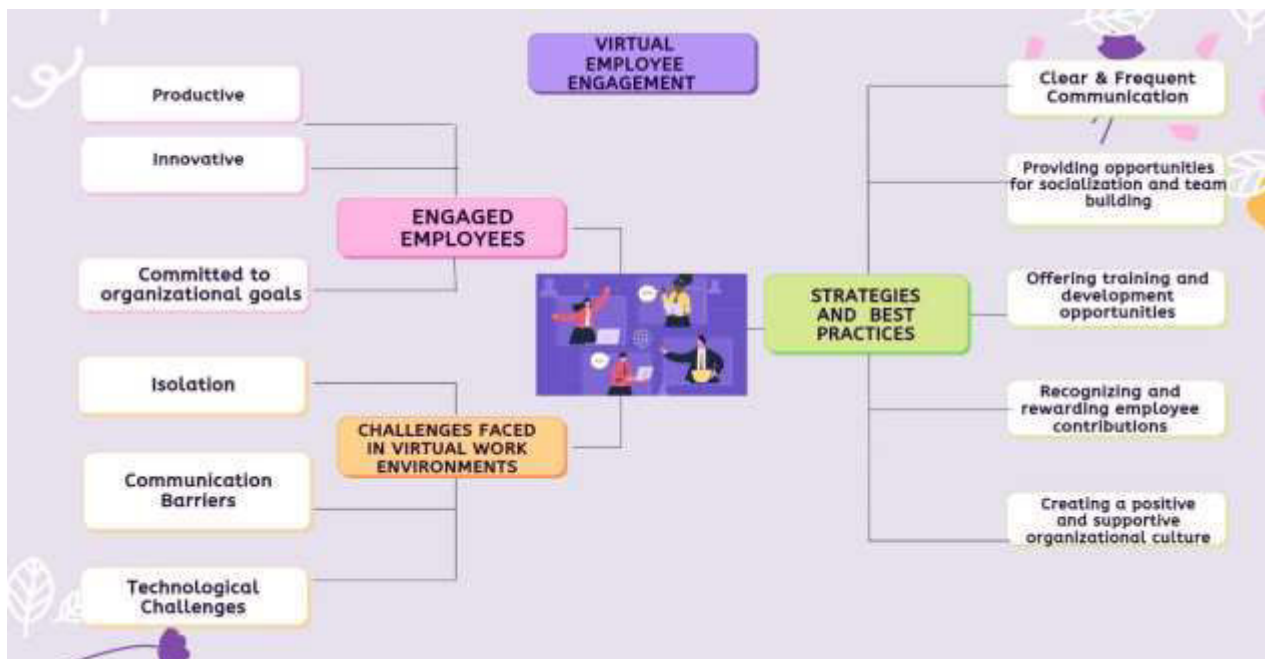 VIRTUAL
EMPLOYEE
ENGAGEMENT
Productive
Innovative
ENGAGED
EMPLOYEES
Committed to
organizational goals
Isolation
CHALLENGES FACED
IN VIRTUAL WORK
ENVIRONMENTS
Communication
Barriers
Technological
Challenges
STRATEGIES
AND BEST
PRACTICES
Clear & Frequent
Communication
Providing opportunities
for socialization and team
building
Offering training and
development
opportunities
Recognizing and
rewarding employee
contributions
Creating a positive
and supportive
organizational culture